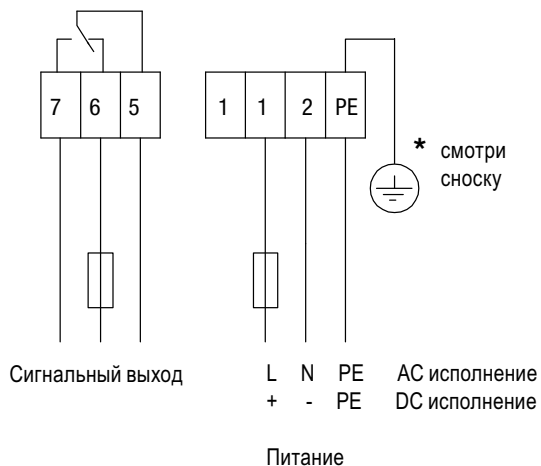 7 6 5 1 1 2 PE
* смотри
сноску
Сигнальный выход L N PE AC исполнение
+ - PE DC исполнение
Питание